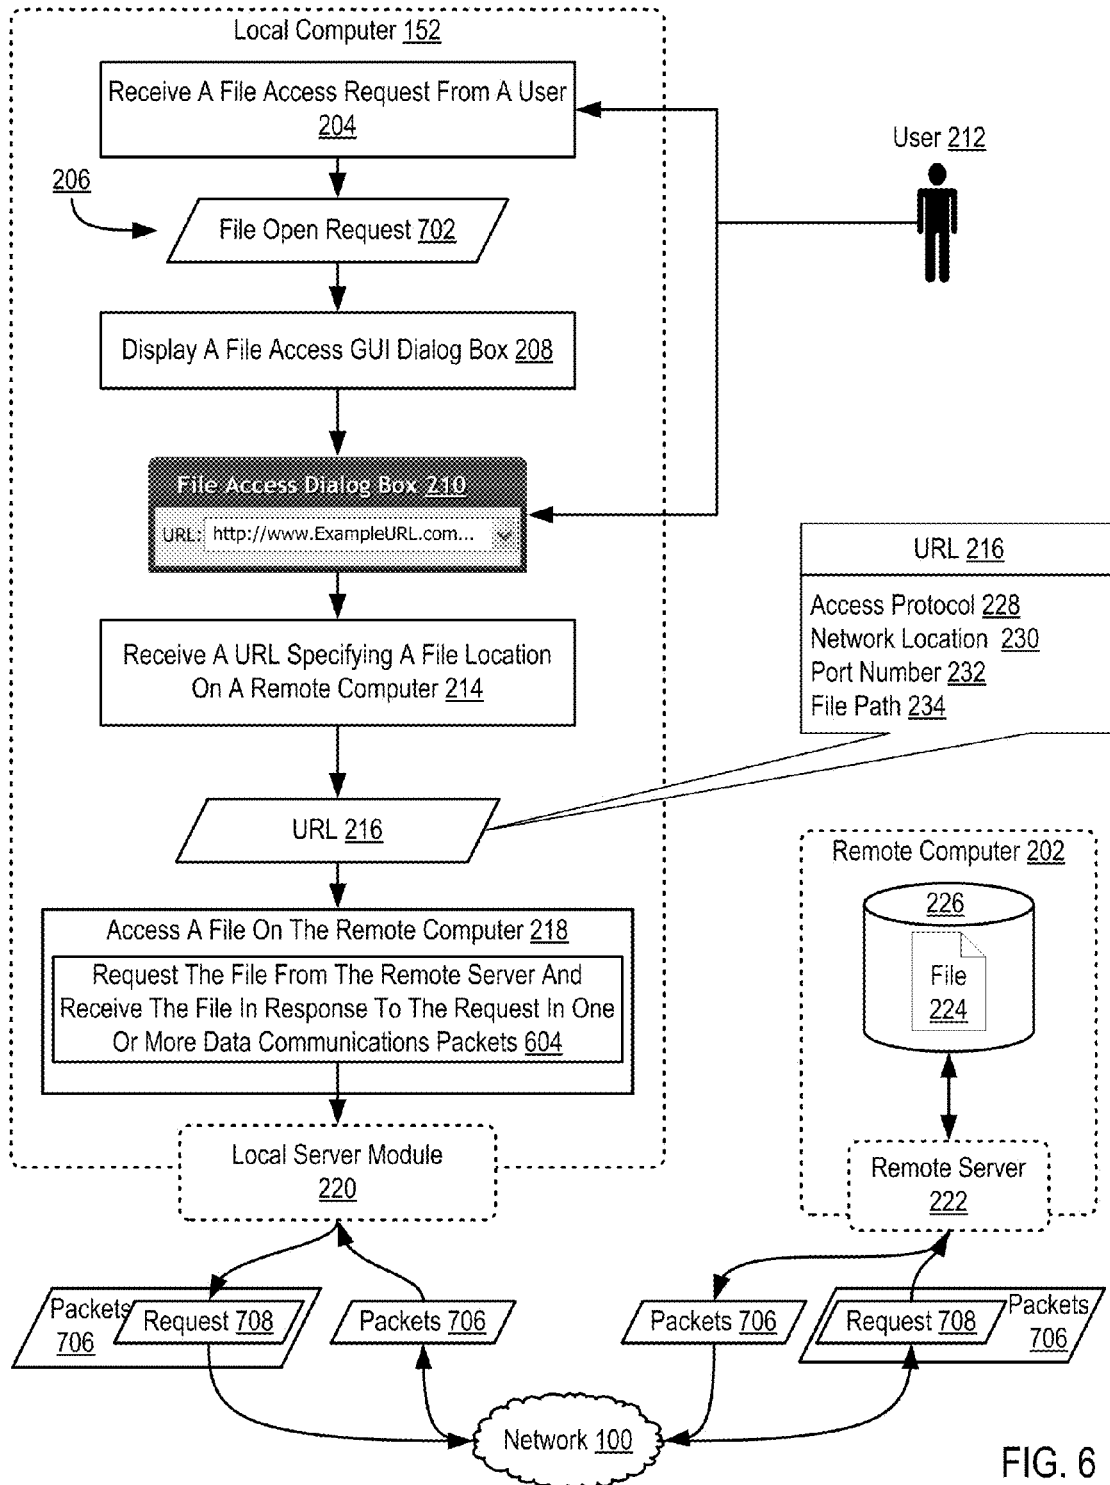 Local Computer 152
Receive A File Access Request From A User
204
User 212
206
File Open Request 702
Display A File Access GUI Dialog Box 208
File Access Dialog Box 210
URL: http://www.ExampleURL.com...
URL 216
Access Protocol 228
Network Location 230
Port Number 232
File Path 234
Receive A URL Specifying A File Location
On A Remote Computer 214
URL 216
Remote Computer 202
226
File
224
Access A File On The Remote Computer 218
Request The File From The Remote Server And
Receive The File In Response To The Request In One
Or More Data Communications Packets 604
Local Server Module
220
Remote Server
222
Packets
706
Request 708
Packets 706
Packets 706
Request 708
Packets
706
Network 100
FIG. 6